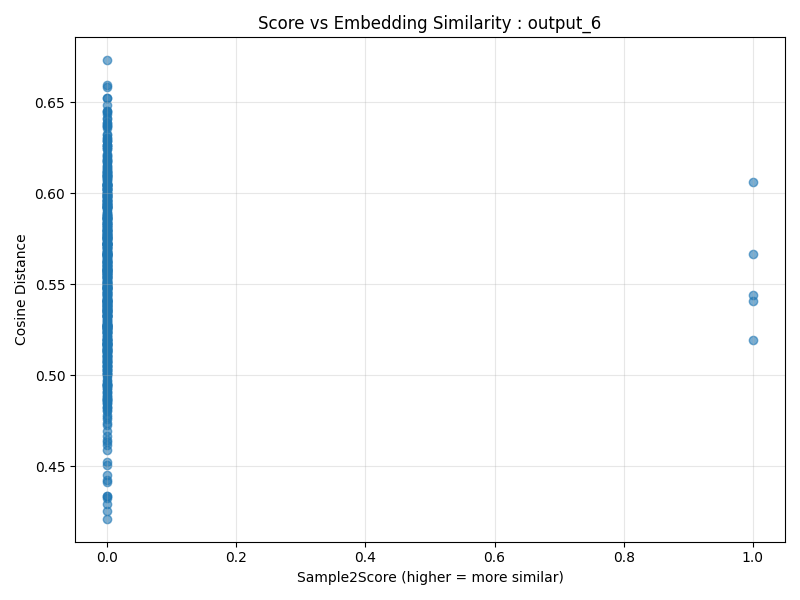 Score vs Embedding Similarity : output_6
Cosine Distance
0.65
0.60
0.55
0.50
0.45
0.0 0.2 0.4 0.6 0.8 1.0
Sample2Score (higher = more similar)